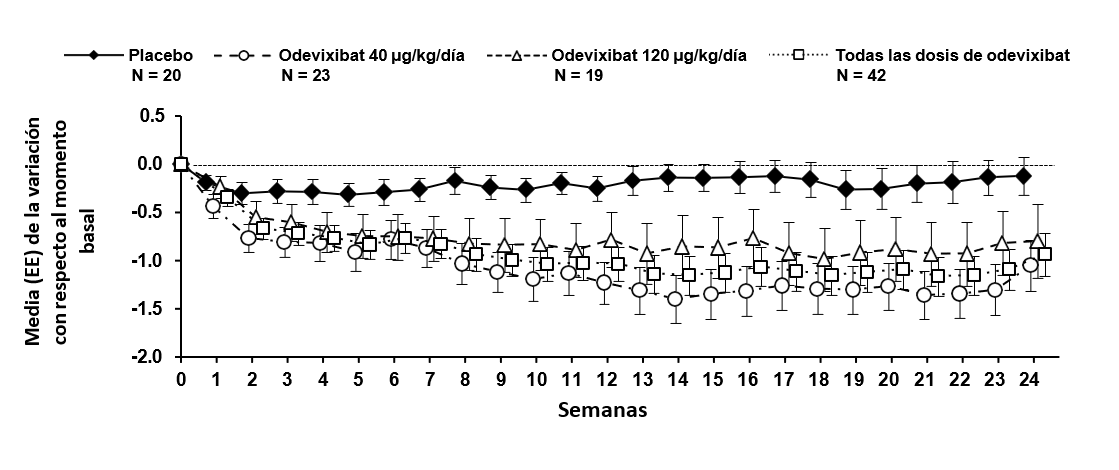 Placebo
N = 20
Odevixibat 40 µg/kg/día
N = 23
Odevixibat 120 µg/kg/día
N = 19
Todas las dosis de odevixibat
N = 42
Media (EE) de la variación
con respecto al momento
basal
0.5
0.0
-0.5
-1.0
-1.5
-2.0
0 1 2 3 4 5 6 7 8 9 10 11 12 13 14 15 16 17 18 19 20 21 22 23 24
Semanas